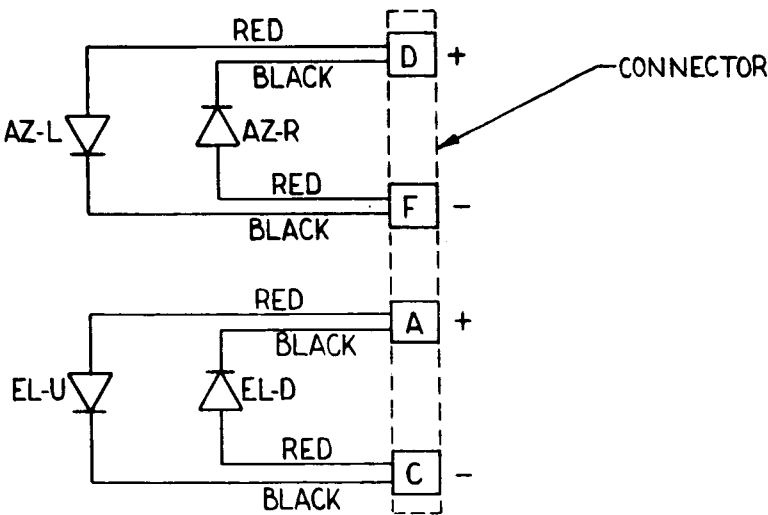 RED
D +
CONNECTOR
BLACK
AZ-L
AZ-R
RED
F -
BLACK
RED
A +
BLACK
EL-U
EL-D
RED
C -
BLACK